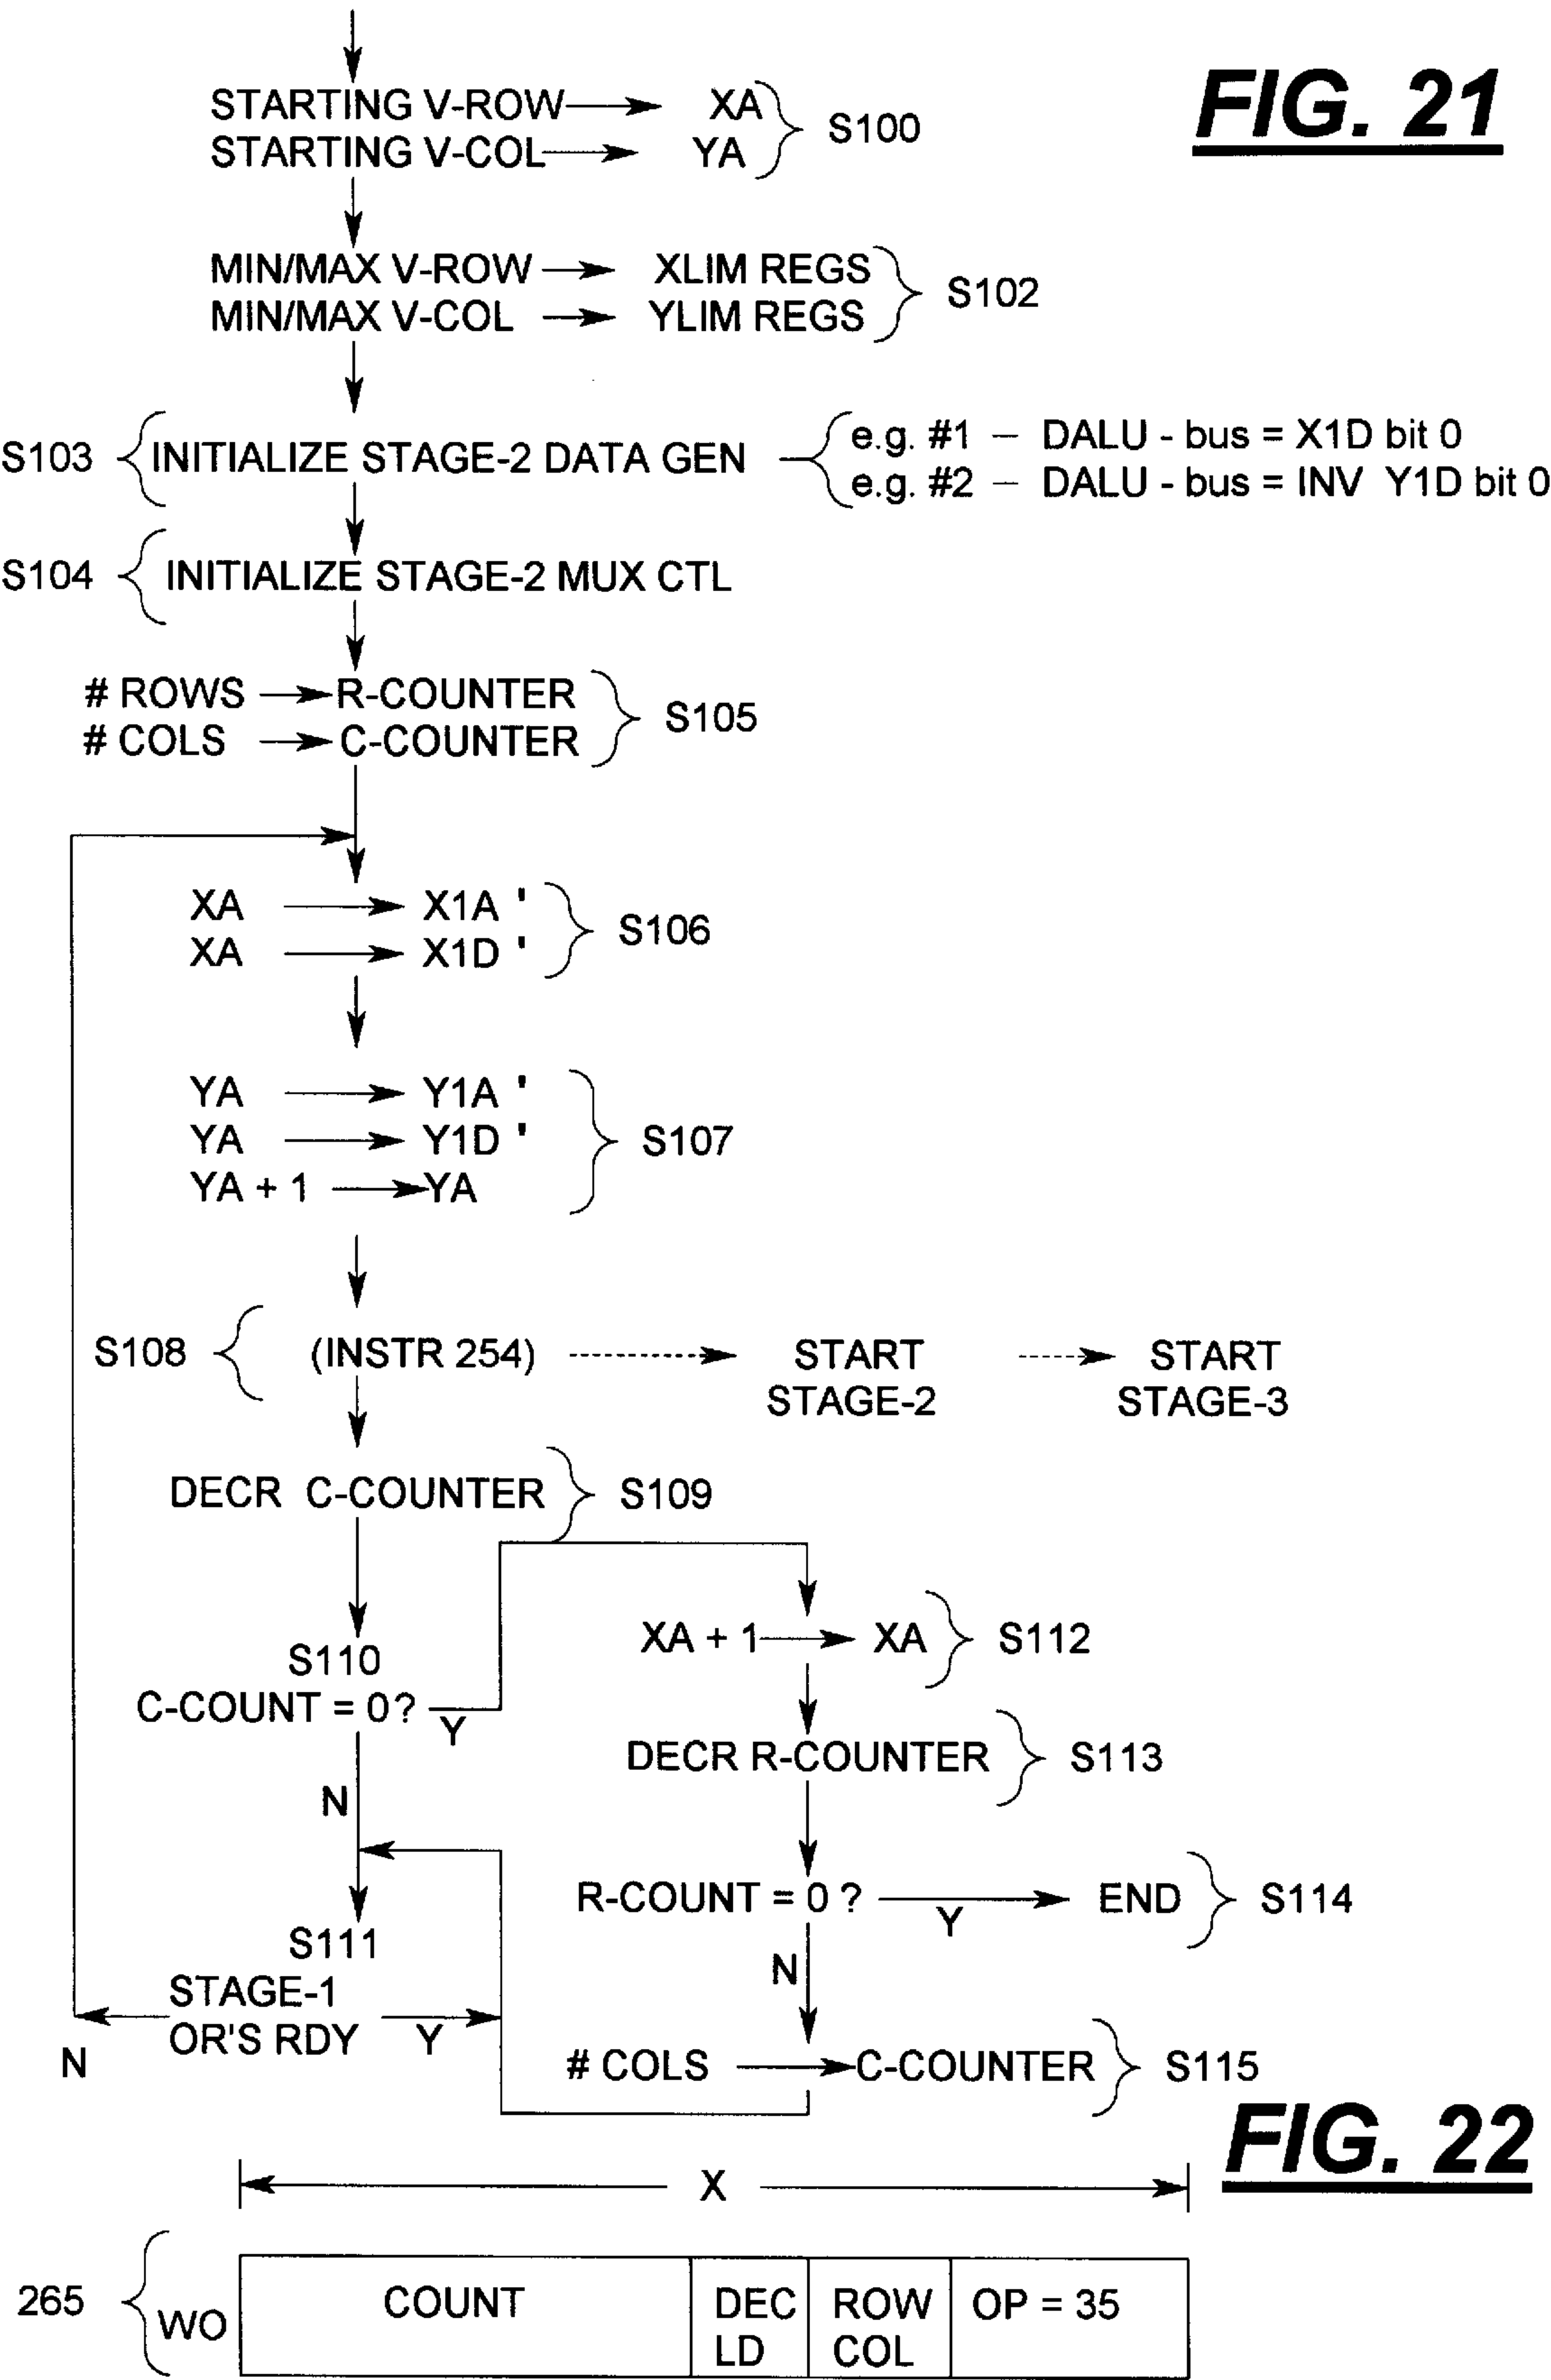 FIG. 21
STARTING V-ROW XA
STARTING V-COL YA
S100
MIN/MAX V-ROW XLIM REGS
MIN/MAX V-COL YLIM REGS
S102
S103 INITIALIZE STAGE-2 DATA GEN
e.g. #1 – DALU - bus = X1D bit 0
e.g. #2 – DALU - bus = INV Y1D bit 0
S104 INITIALIZE STAGE-2 MUX CTL
# ROWS R-COUNTER
# COLS C-COUNTER
S105
XA X1A '
XA X1D '
S106
YA Y1A '
YA Y1D '
YA + 1 YA
S107
S108 (INSTR 254)
START
STAGE-2
START
STAGE-3
DECR C-COUNTER S109
S110
C-COUNT = 0?
Y
N
XA + 1 XA S112
DECR R-COUNTER S113
R-COUNT = 0 ? Y END S114
N
S111
STAGE-1
OR'S RDY
Y
N
# COLS C-COUNTER S115
FIG. 22
X
265
WO
COUNT
DEC
LD
ROW
COL
OP = 35